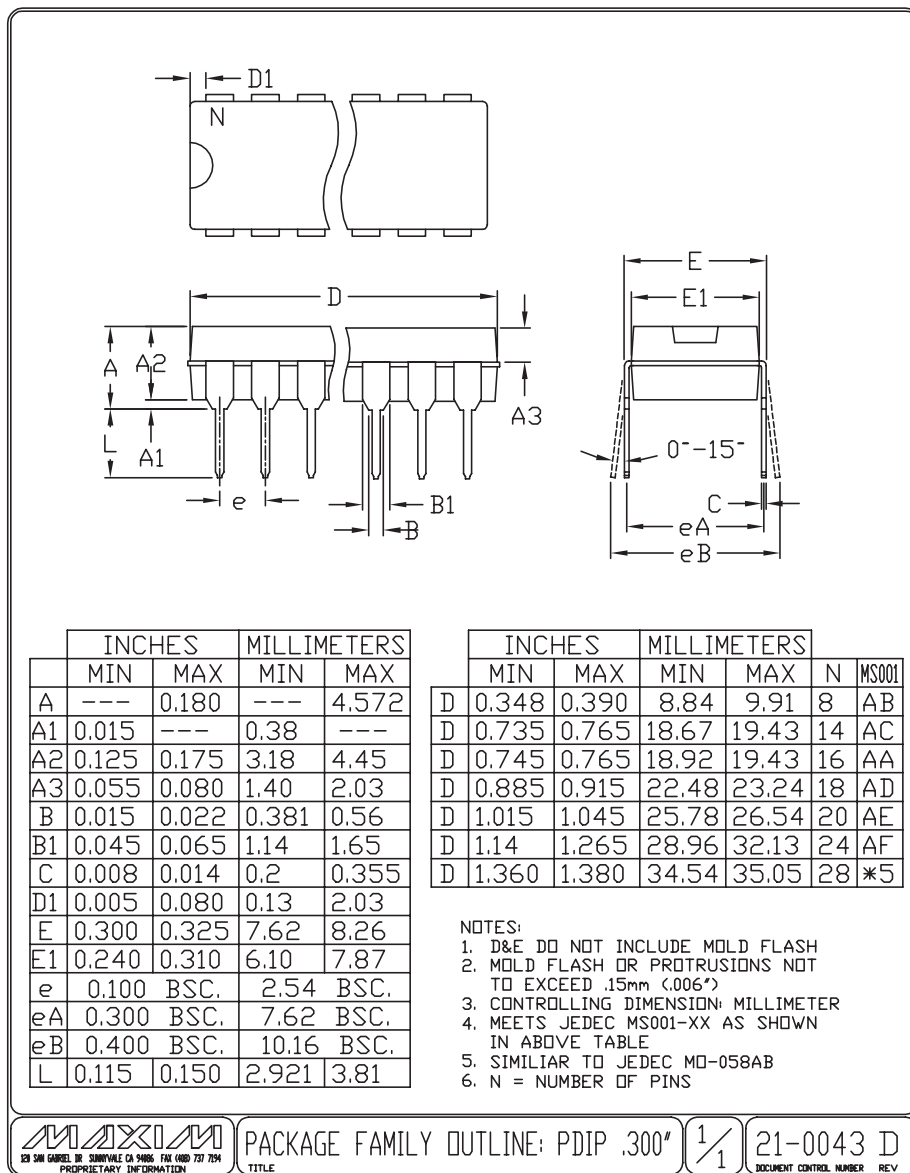 D1
N
E
D
E1
A
A2
A3
L
A1
0°-15°
e
B1
B
C
eA
eB
INCHES MILLIMETERS
MIN MAX MIN MAX
A --- 0.180 --- 4.572
A1 0.015 --- 0.38 ---
A2 0.125 0.175 3.18 4.45
A3 0.055 0.080 1.40 2.03
B 0.015 0.022 0.381 0.56
B1 0.045 0.065 1.14 1.65
C 0.008 0.014 0.2 0.355
D1 0.005 0.080 0.13 2.03
E 0.300 0.325 7.62 8.26
E1 0.240 0.310 6.10 7.87
e 0.100 BSC. 2.54 BSC.
eA 0.300 BSC. 7.62 BSC.
eB 0.400 BSC. 10.16 BSC.
L 0.115 0.150 2.921 3.81
INCHES MILLIMETERS
MIN MAX MIN MAX N MS001
D 0.348 0.390 8.84 9.91 8 AB
D 0.735 0.765 18.67 19.43 14 AC
D 0.745 0.765 18.92 19.43 16 AA
D 0.885 0.915 22.48 23.24 18 AD
D 1.015 1.045 25.78 26.54 20 AE
D 1.14 1.265 28.96 32.13 24 AF
D 1.360 1.380 34.54 35.05 28 *5
NOTES:
1. D&E DO NOT INCLUDE MOLD FLASH
2. MOLD FLASH OR PROTRUSIONS NOT
TO EXCEED .15mm (.006")
3. CONTROLLING DIMENSION: MILLIMETER
4. MEETS JEDEC MS001-XX AS SHOWN
IN ABOVE TABLE
5. SIMILIAR TO JEDEC MO-058AB
6. N = NUMBER OF PINS
MAXIM
120 SAN GABRIEL DR SUNNYVALE CA 94086 FAX (408) 737 7194
PROPRIETARY INFORMATION
PACKAGE FAMILY OUTLINE: PDIP .300"
TITLE
1/1
21-0043 D
DOCUMENT CONTROL NUMBER REV